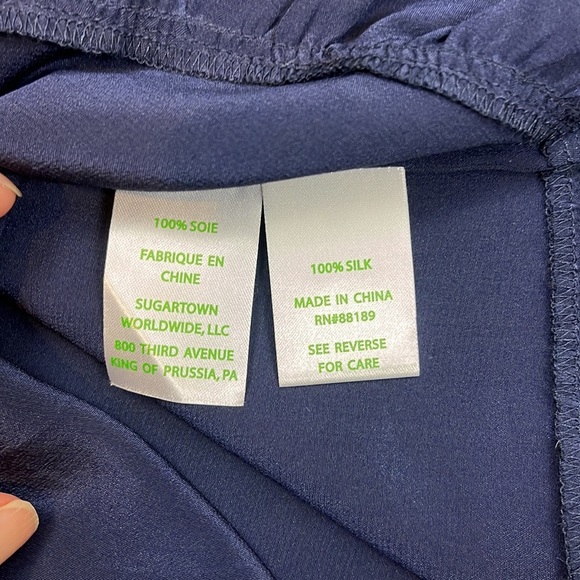 100% SOIE
FABRIQUE EN
CHINE
SUGARTOWN
WORLDWIDE, LLC
800 THIRD AVENUE
KING OF PRUSSIA, PA
100% SILK
MADE IN CHINA
RN#88189
SEE REVERSE
FOR CARE